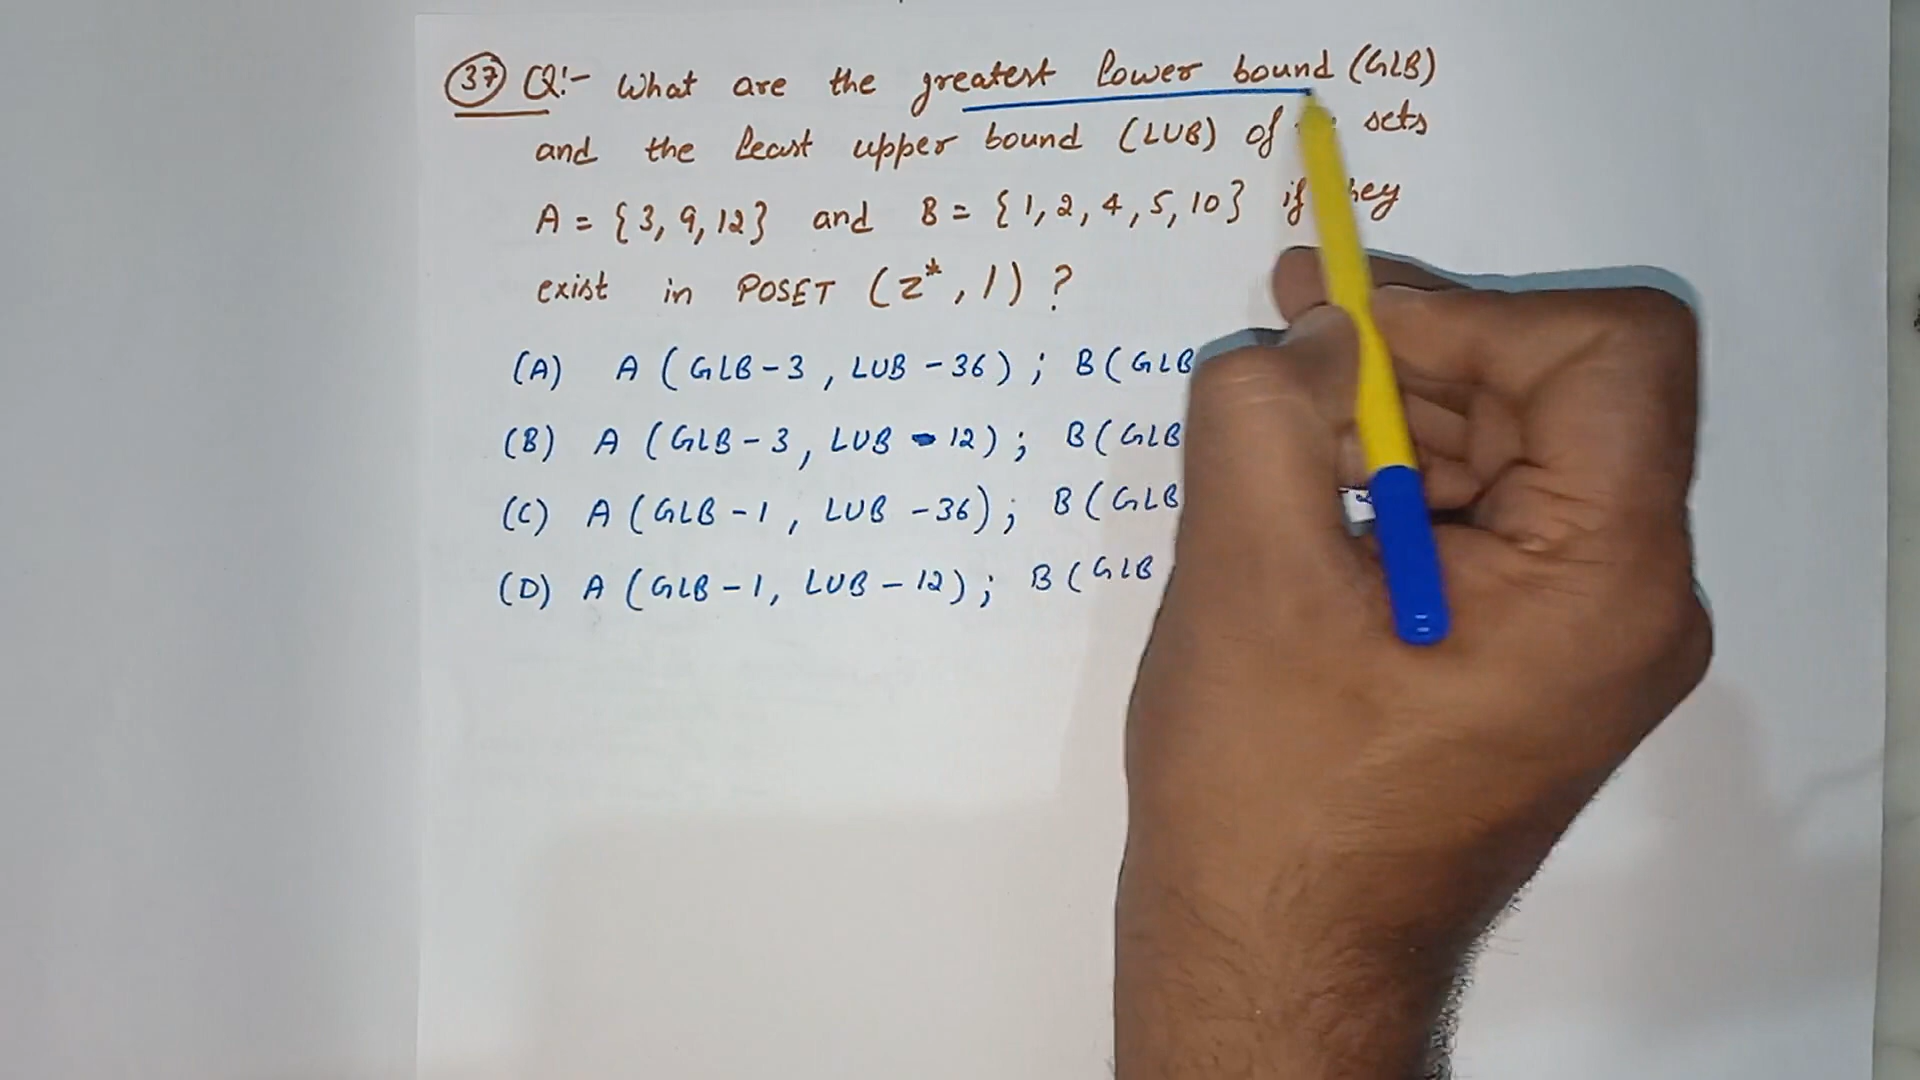 37 Q:- What are the greatest lower bound (GLB)
and the least upper bound (LUB) of sets
A = {3, 9, 12} and B = {1, 2, 4, 5, 10} if
exist in POSET (Z*, /) ?
(A) A (GLB-3, LUB-36); B(GLB
(B) A (GLB-3, LUB-12); B(GLB
(C) A (GLB-1, LUB-36); B(GLB
(D) A (GLB-1, LUB-12); B(GLB